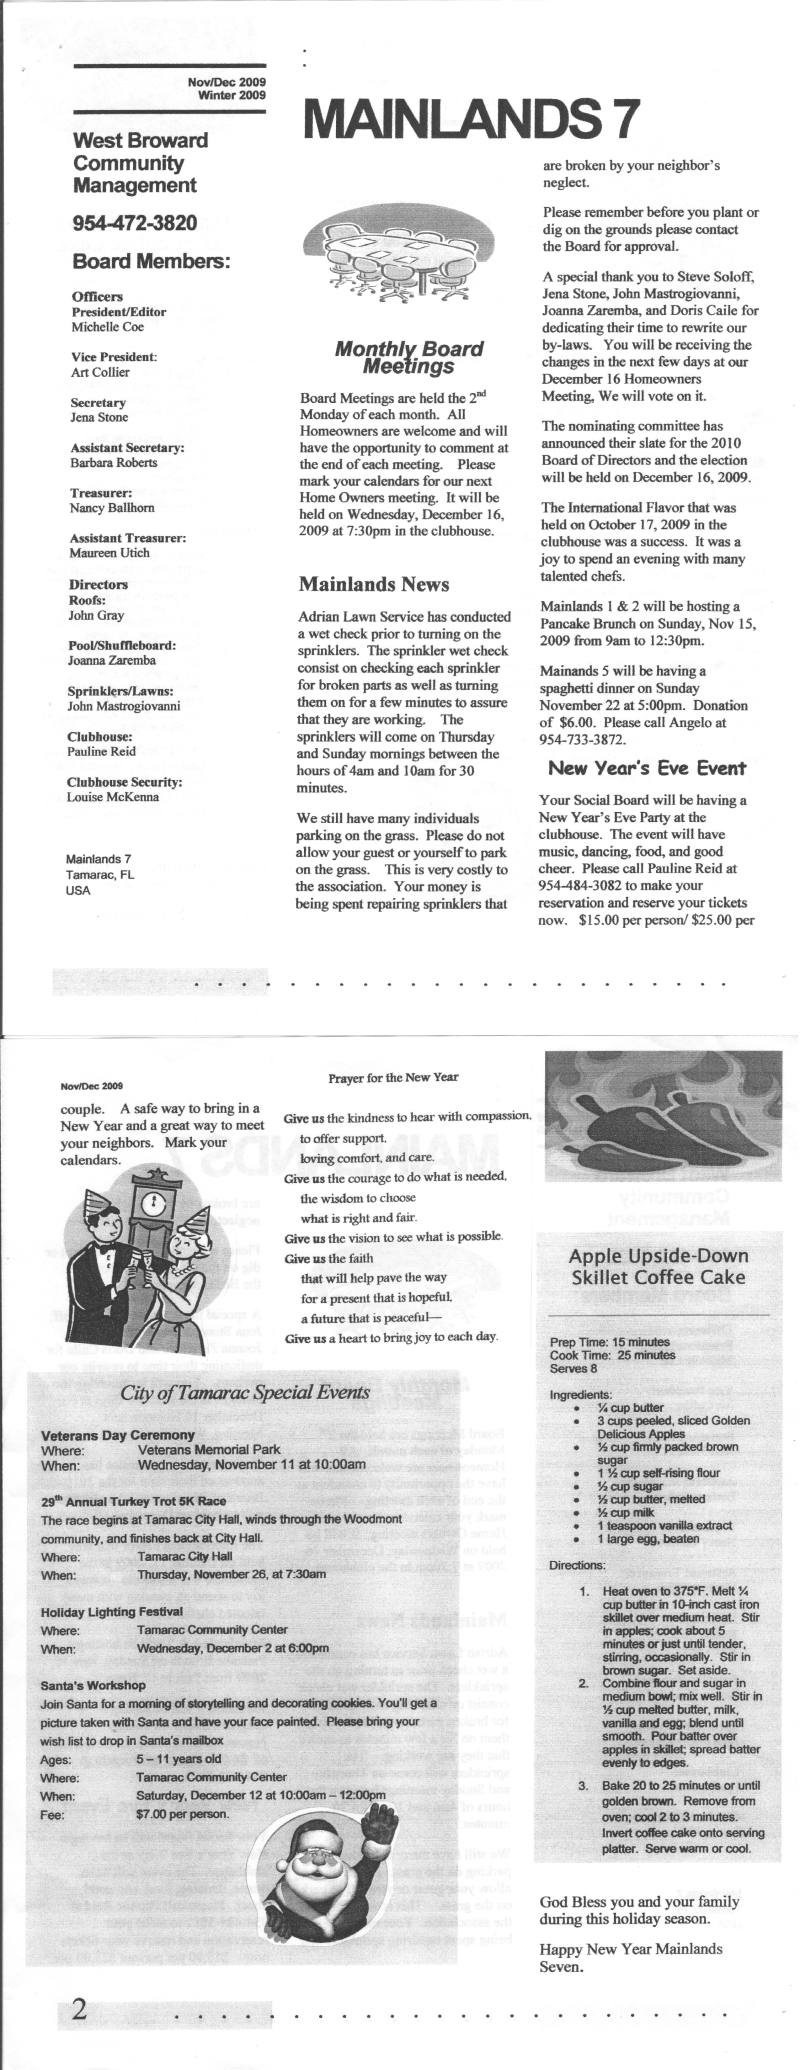 Nov/Dec 2009
Winter 2009
West Broward
Community
Management
954-472-3820
Board Members:
Officers
President/Editor
Michelle Coe
Vice President:
Art Collier
Secretary
Jena Stone
Assistant Secretary:
Barbara Roberts
Treasurer:
Nancy Ballhorn
Assistant Treasurer:
Maureen Utich
Directors
Roofs:
John Gray
Pool/Shuffleboard:
Joanna Zaremba
Sprinklers/Lawns:
John Mastrogiovanni
Clubhouse:
Pauline Reid
Clubhouse Security:
Louise McKenna
Mainlands 7
Tamarac, FL
USA
MAINLANDS 7
Monthly Board
Meetings
Board Meetings are held the 2nd
Monday of each month. All
Homeowners are welcome and will
have the opportunity to comment at
the end of each meeting. Please
mark your calendars for our next
Home Owners meeting. It will be
held on Wednesday, December 16,
2009 at 7:30pm in the clubhouse.
Mainlands News
Adrian Lawn Service has conducted
a wet check prior to turning on the
sprinklers. The sprinkler wet check
consist on checking each sprinkler
for broken parts as well as turning
them on for a few minutes to assure
that they are working. The
sprinklers will come on Thursday
and Sunday mornings between the
hours of 4am and 10am for 30
minutes.
We still have many individuals
parking on the grass. Please do not
allow your guest or yourself to park
on the grass. This is very costly to
the association. Your money is
being spent repairing sprinklers that
are broken by your neighbor's
neglect.
Please remember before you plant or
dig on the grounds please contact
the Board for approval.
A special thank you to Steve Soloff,
Jena Stone, John Mastrogiovanni,
Joanna Zaremba, and Doris Caile for
dedicating their time to rewrite our
by-laws. You will be receiving the
changes in the next few days at our
December 16 Homeowners
Meeting, We will vote on it.
The nominating committee has
announced their slate for the 2010
Board of Directors and the election
will be held on December 16, 2009.
The International Flavor that was
held on October 17, 2009 in the
clubhouse was a success. It was a
joy to spend an evening with many
talented chefs.
Mainlands 1 & 2 will be hosting a
Pancake Brunch on Sunday, Nov 15,
2009 from 9am to 12:30pm.
Mainands 5 will be having a
spaghetti dinner on Sunday
November 22 at 5:00pm. Donation
of $6.00. Please call Angelo at
954-733-3872.
New Year's Eve Event
Your Social Board will be having a
New Year's Eve Party at the
clubhouse. The event will have
music, dancing, food, and good
cheer. Please call Pauline Reid at
954-484-3082 to make your
reservation and reserve your tickets
now. $15.00 per person/ $25.00 per
Nov/Dec 2009
couple. A safe way to bring in a
New Year and a great way to meet
your neighbors. Mark your
calendars.
Prayer for the New Year
Give us the kindness to hear with compassion,
to offer support,
loving comfort, and care.
Give us the courage to do what is needed,
the wisdom to choose
what is right and fair.
Give us the vision to see what is possible.
Give us the faith
that will help pave the way
for a present that is hopeful,
a future that is peaceful—
Give us a heart to bring joy to each day.
City of Tamarac Special Events
Veterans Day Ceremony
Where: Veterans Memorial Park
When: Wednesday, November 11 at 10:00am
29th Annual Turkey Trot 5K Race
The race begins at Tamarac City Hall, winds through the Woodmont
community, and finishes back at City Hall.
Where: Tamarac City Hall
When: Thursday, November 26, at 7:30am
Holiday Lighting Festival
Where: Tamarac Community Center
When: Wednesday, December 2 at 6:00pm
Santa's Workshop
Join Santa for a morning of storytelling and decorating cookies. You'll get a
picture taken with Santa and have your face painted. Please bring your
wish list to drop in Santa's mailbox
Ages: 5 – 11 years old
Where: Tamarac Community Center
When: Saturday, December 12 at 10:00am – 12:00pm
Fee: $7.00 per person.
Apple Upside-Down
Skillet Coffee Cake
Prep Time: 15 minutes
Cook Time: 25 minutes
Serves 8
Ingredients:
• ¼ cup butter
• 3 cups peeled, sliced Golden
Delicious Apples
• ½ cup firmly packed brown
sugar
• 1 ½ cup self-rising flour
• ½ cup sugar
• ½ cup butter, melted
• ½ cup milk
• 1 teaspoon vanilla extract
• 1 large egg, beaten
Directions:
1. Heat oven to 375°F. Melt ¼
cup butter in 10-inch cast iron
skillet over medium heat. Stir
in apples; cook about 5
minutes or just until tender,
stirring, occasionally. Stir in
brown sugar. Set aside.
2. Combine flour and sugar in
medium bowl; mix well. Stir in
½ cup melted butter, milk,
vanilla and egg; blend until
smooth. Pour batter over
apples in skillet; spread batter
evenly to edges.
3. Bake 20 to 25 minutes or until
golden brown. Remove from
oven; cool 2 to 3 minutes.
Invert coffee cake onto serving
platter. Serve warm or cool.
God Bless you and your family
during this holiday season.
Happy New Year Mainlands
Seven.
2